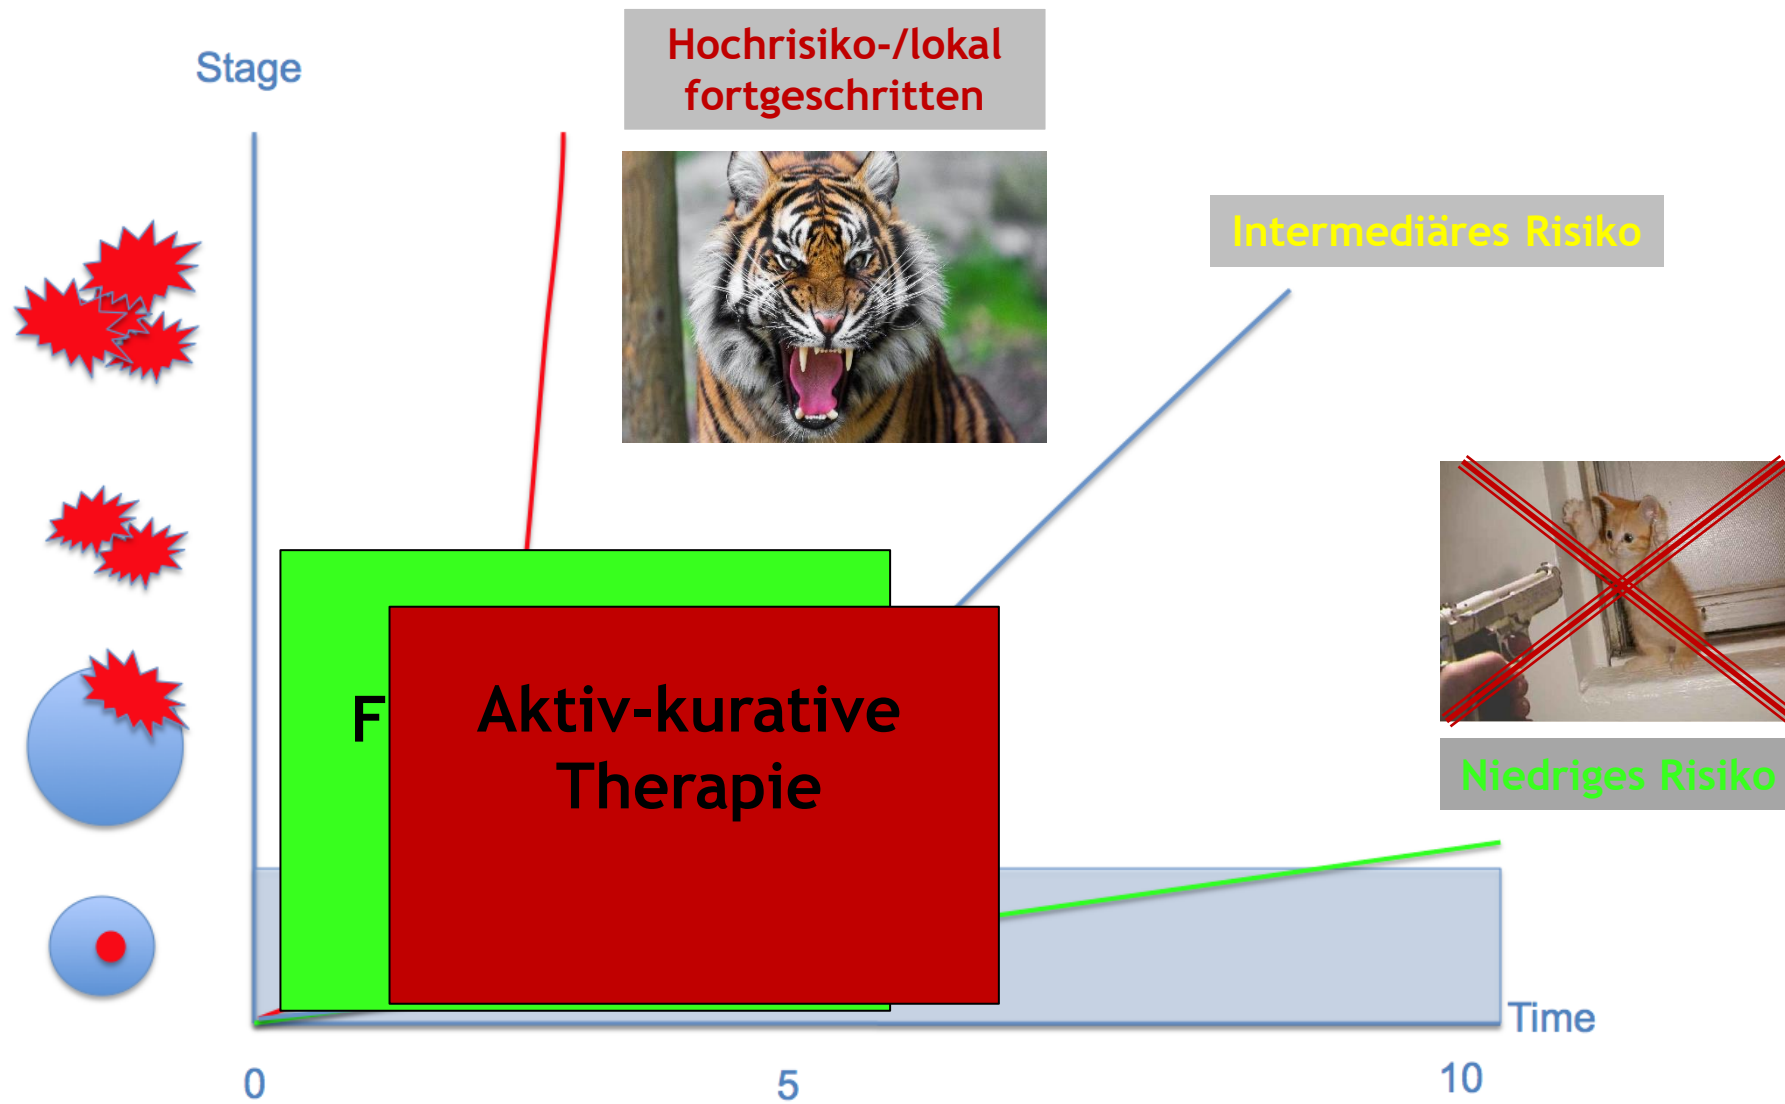 Stage
Hochrisiko-/lokal
fortgeschritten
Intermediäres Risiko
Niedriges Risiko
F
Aktiv-kurative
Therapie
Time
0
5
10